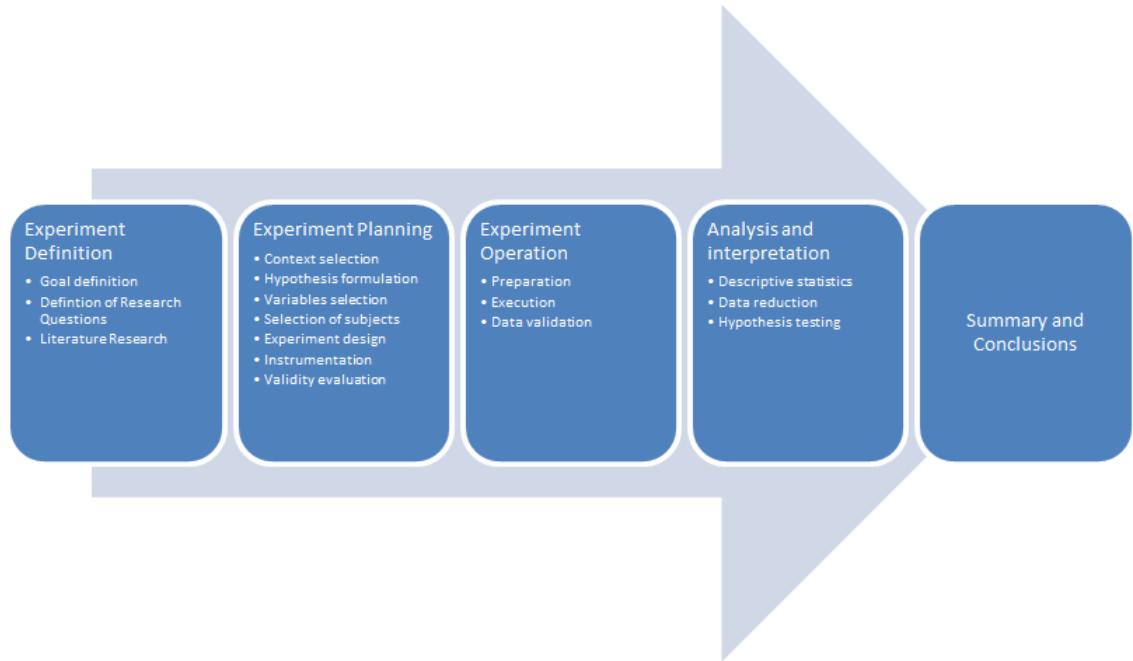 Experiment
Definition
• Goal definition
• Defintion of Research
Questions
• Literature Research
Experiment Planning
• Context selection
• Hypothesis formulation
• Variables selection
• Selection of subjects
• Experiment design
• Instrumentation
• Validity evaluation
Experiment
Operation
• Preparation
• Execution
• Data validation
Analysis and
interpretation
• Descriptive statistics
• Data reduction
• Hypothesis testing
Summary and
Conclusions